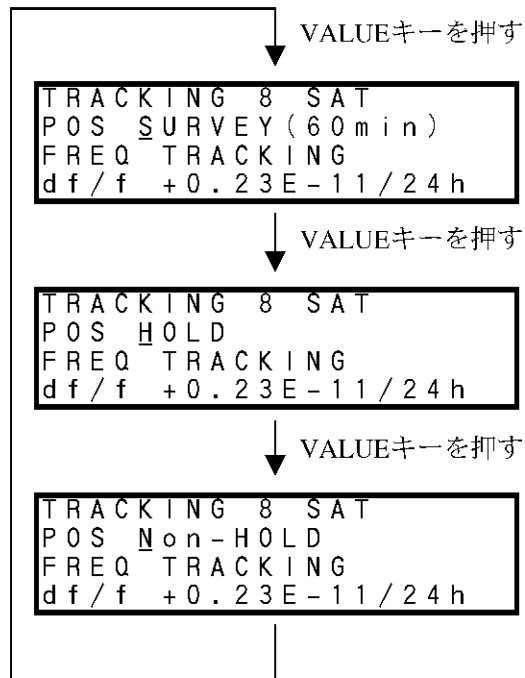 VALUEキーを押す
TRACKING 8 SAT
POS SURVEY(60min)
FREQ TRACKING
df/f +0.23E-11/24h
VALUEキーを押す
TRACKING 8 SAT
POS HOLD
FREQ TRACKING
df/f +0.23E-11/24h
VALUEキーを押す
TRACKING 8 SAT
POS Non-HOLD
FREQ TRACKING
df/f +0.23E-11/24h